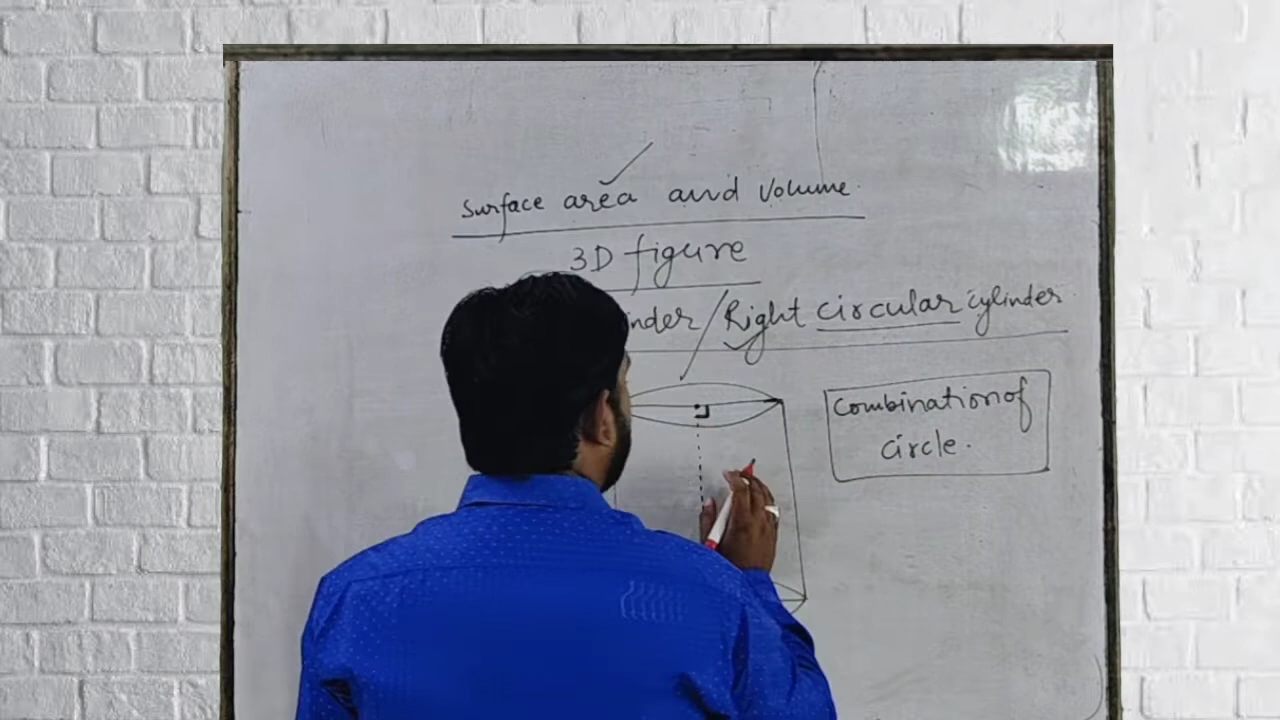 Surface area and Volume.
3D figure
inder / Right circular cylinder
Combination of
circle.